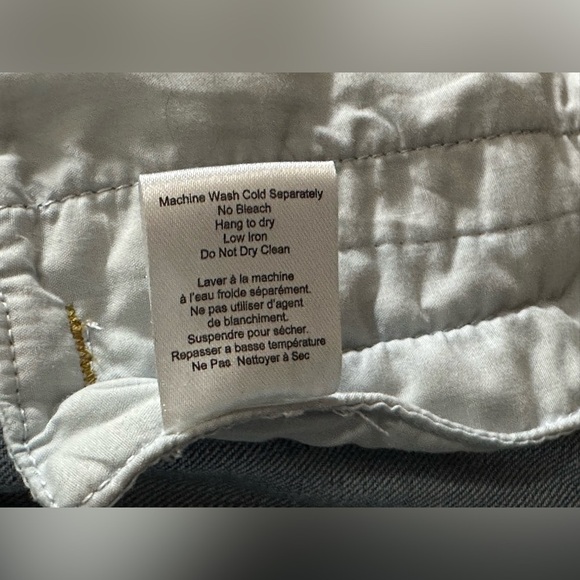 Machine Wash Cold Separately
No Bleach
Hang to dry
Low Iron
Do Not Dry Clean
Laver à la machine
à l'eau froide séparément.
Ne pas utiliser d'agent
de blanchiment.
Suspendre pour sécher.
Repasser a basse température
Ne Pas Nettoyer à Sec